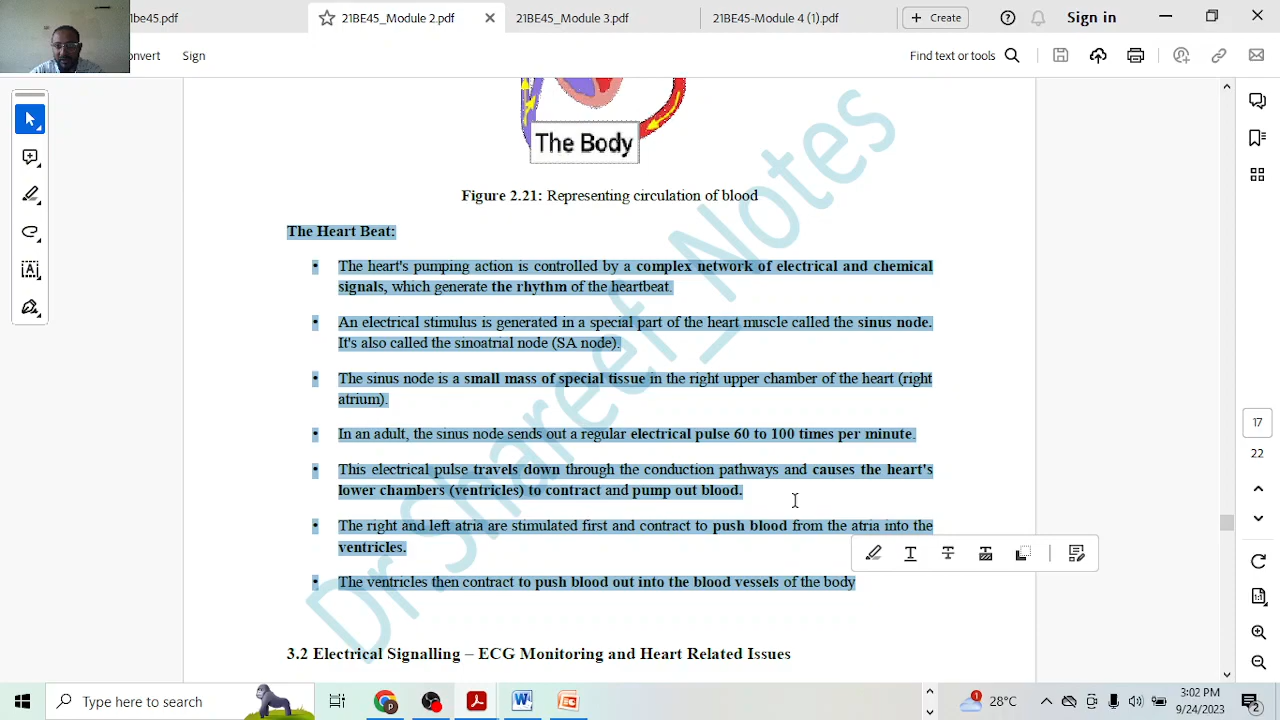 lbe45.pdf
21BE45_Module 2.pdf
21BE45_Module 3.pdf
21BE45-Module 4 (1).pdf
Create
Sign in
nvert
Sign
Find text or tools
The Body
Figure 2.21: Representing circulation of blood
The Heart Beat:
• The heart's pumping action is controlled by a complex network of electrical and chemical
signals, which generate the rhythm of the heartbeat.
• An electrical stimulus is generated in a special part of the heart muscle called the sinus node.
It's also called the sinoatrial node (SA node).
• The sinus node is a small mass of special tissue in the right upper chamber of the heart (right
atrium).
• In an adult, the sinus node sends out a regular electrical pulse 60 to 100 times per minute.
• This electrical pulse travels down through the conduction pathways and causes the heart's
lower chambers (ventricles) to contract and pump out blood.
• The right and left atria are stimulated first and contract to push blood from the atria into the
ventricles.
• The ventricles then contract to push blood out into the blood vessels of the body
3.2 Electrical Signalling – ECG Monitoring and Heart Related Issues
Dr Shareef_Notes
17
22
Type here to search
28°C
3:02 PM
9/24/2023
2